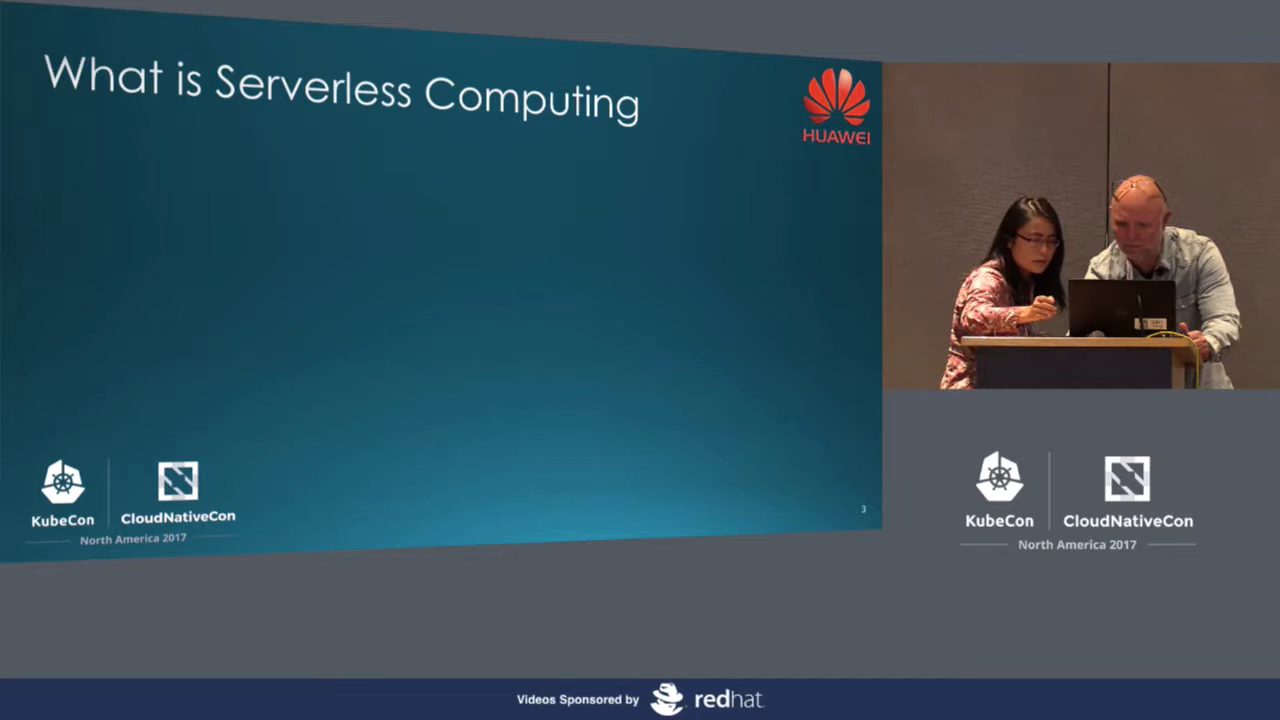 What is Serverless Computing
HUAWEI
KubeCon
CloudNativeCon
North America 2017
3
KubeCon
CloudNativeCon
North America 2017
Videos Sponsored by
redhat.